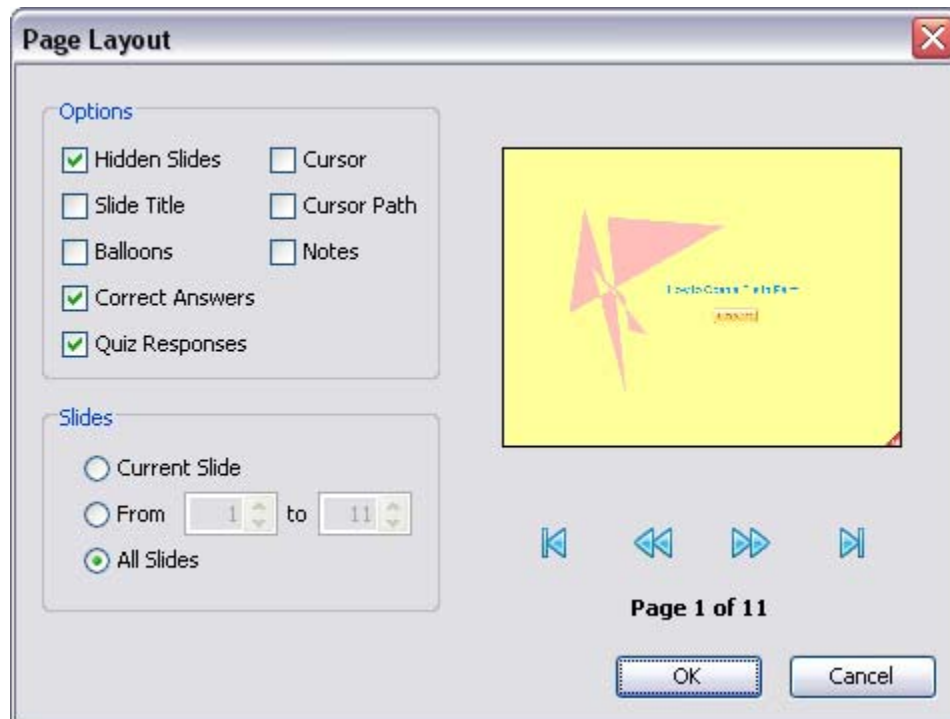 Page Layout
Options
Hidden Slides
Cursor
Slide Title
Cursor Path
Balloons
Notes
Correct Answers
Quiz Responses
Slides
Current Slide
From 1 to 11
All Slides
Page 1 of 11
OK
Cancel